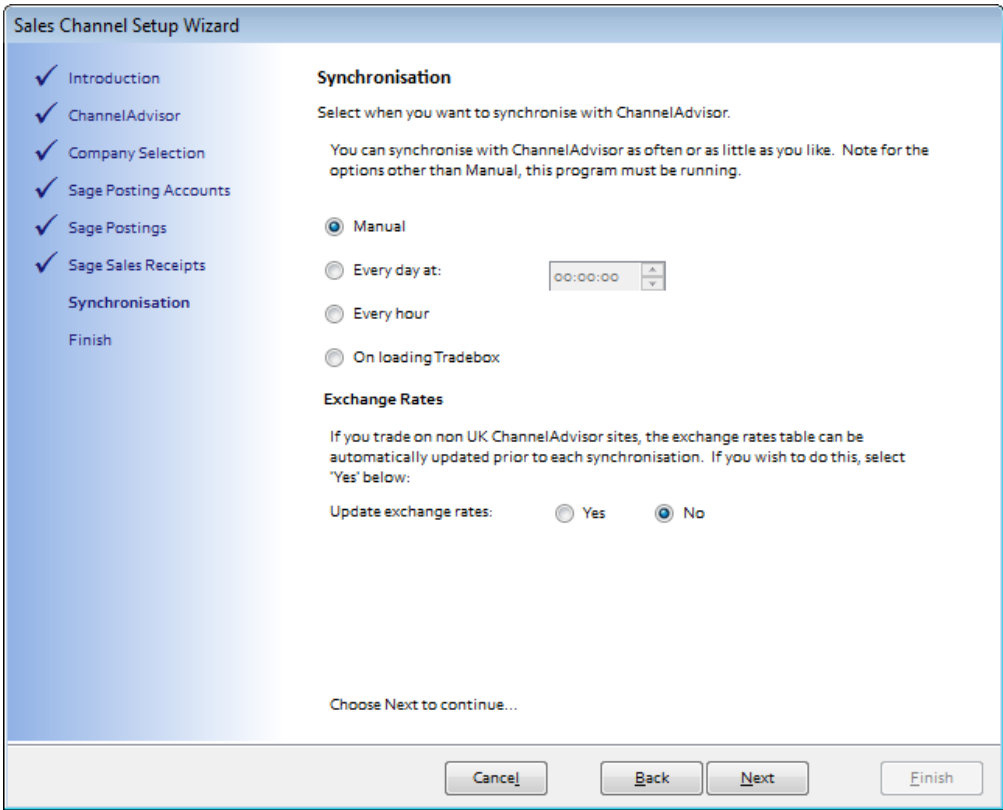 Sales Channel Setup Wizard
Introduction
ChannelAdvisor
Company Selection
Sage Posting Accounts
Sage Postings
Sage Sales Receipts
Synchronisation
Finish
Synchronisation
Select when you want to synchronise with ChannelAdvisor.
You can synchronise with ChannelAdvisor as often or as little as you like.  Note for the
options other than Manual, this program must be running.
Manual
Every day at:
00:00:00
Every hour
On loading Tradebox
Exchange Rates
If you trade on non UK ChannelAdvisor sites, the exchange rates table can be
automatically updated prior to each synchronisation.  If you wish to do this, select
'Yes' below:
Update exchange rates:
Yes
No
Choose Next to continue...
Cancel
Back
Next
Finish